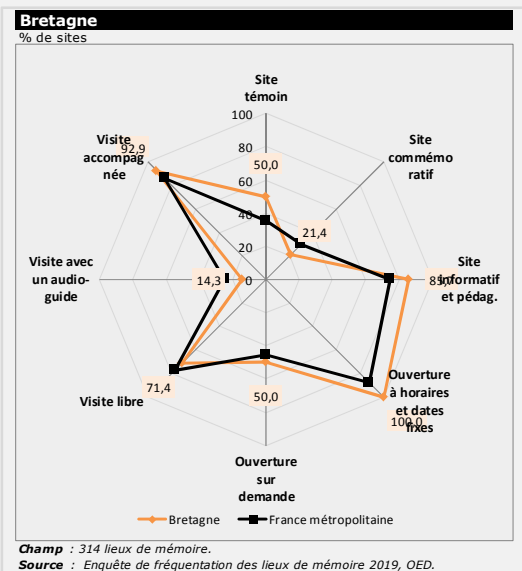 Bretagne
% de sites
Site
témoin
100
80
60
40
20
0
50,0
Site
commémo
ratif
21,4
Site
informatif
et pédag.
Ouverture
à horaires
et dates
fixes
100,0
Ouverture
sur
demande
50,0
Visite libre
71,4
Visite avec
un audio-
guide
14,3
Visite
accompag
née
92,9
Bretagne
France métropolitaine
Champ : 314 lieux de mémoire.
Source : Enquête de fréquentation des lieux de mémoire 2019, OED.